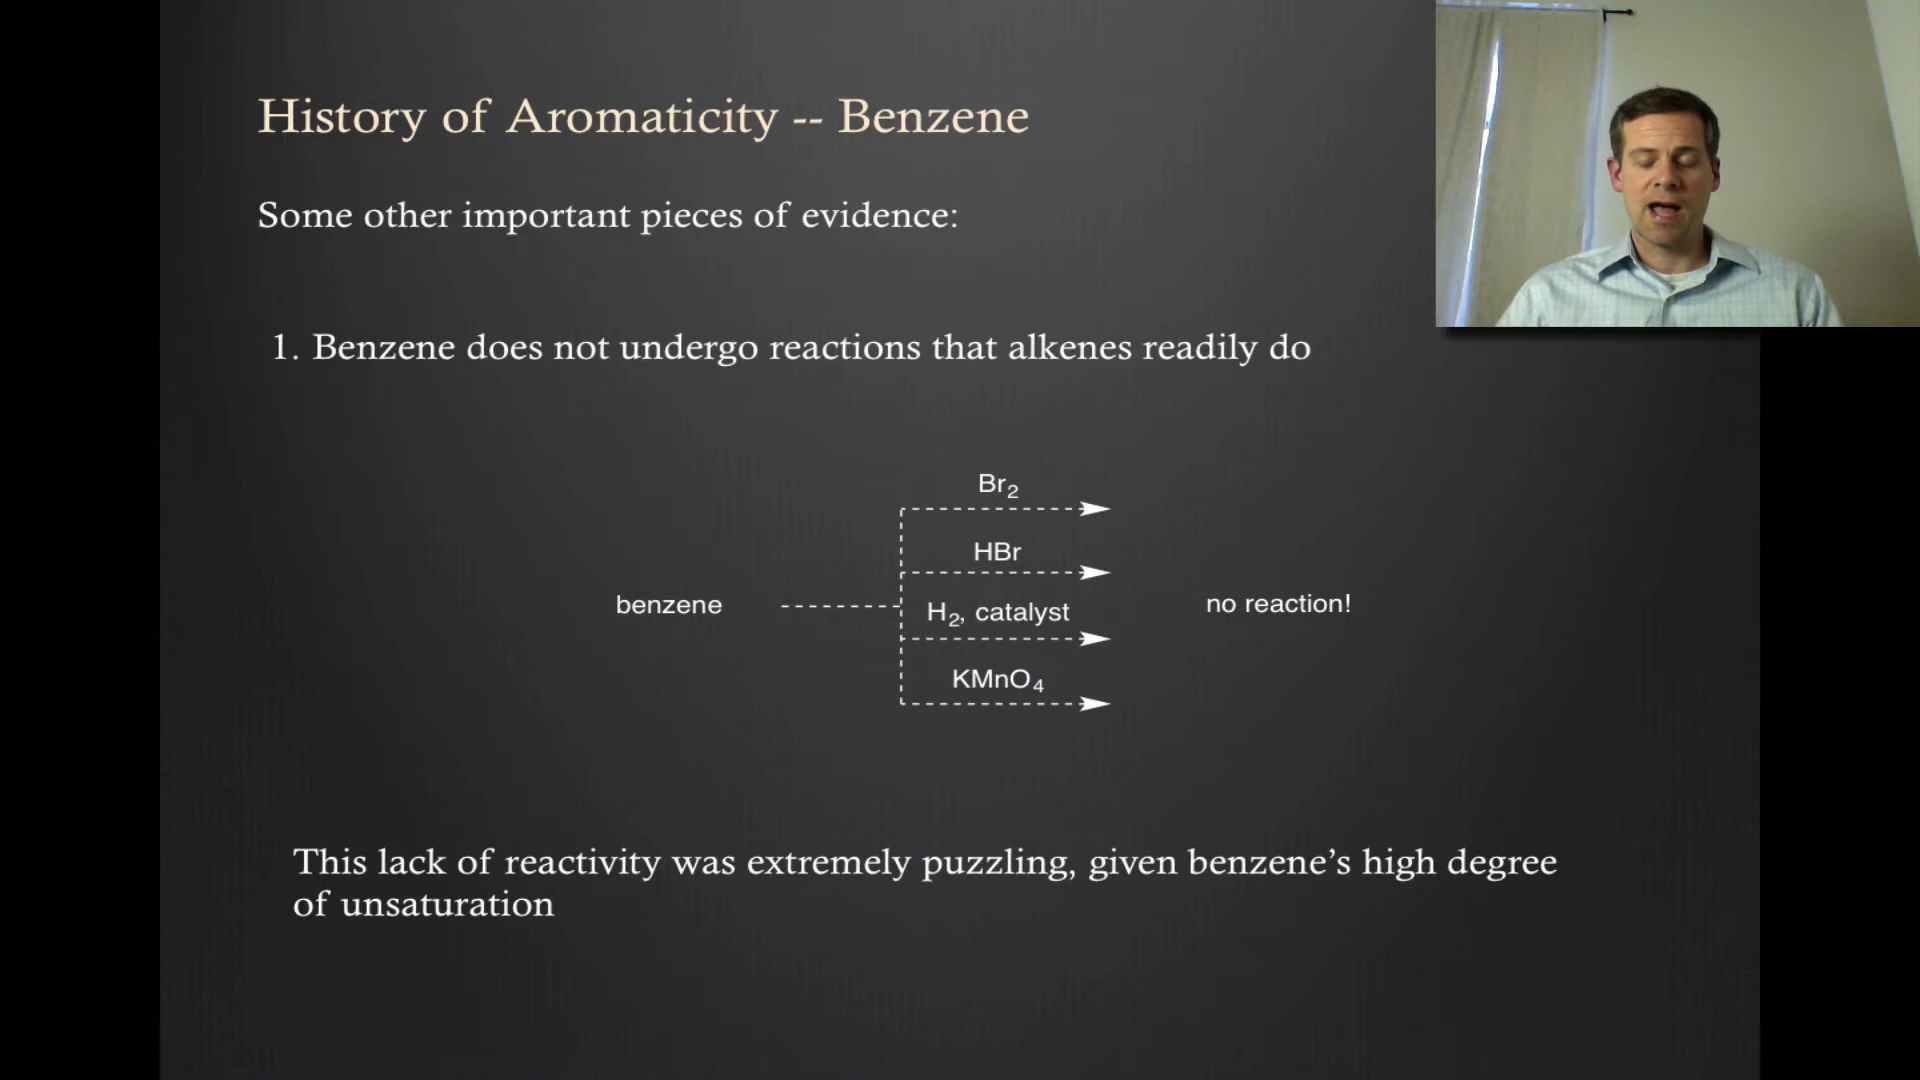 History of Aromaticity -- Benzene
Some other important pieces of evidence:
1. Benzene does not undergo reactions that alkenes readily do
Br2
HBr
benzene
H2, catalyst
no reaction!
KMnO4
This lack of reactivity was extremely puzzling, given benzene’s high degree
of unsaturation